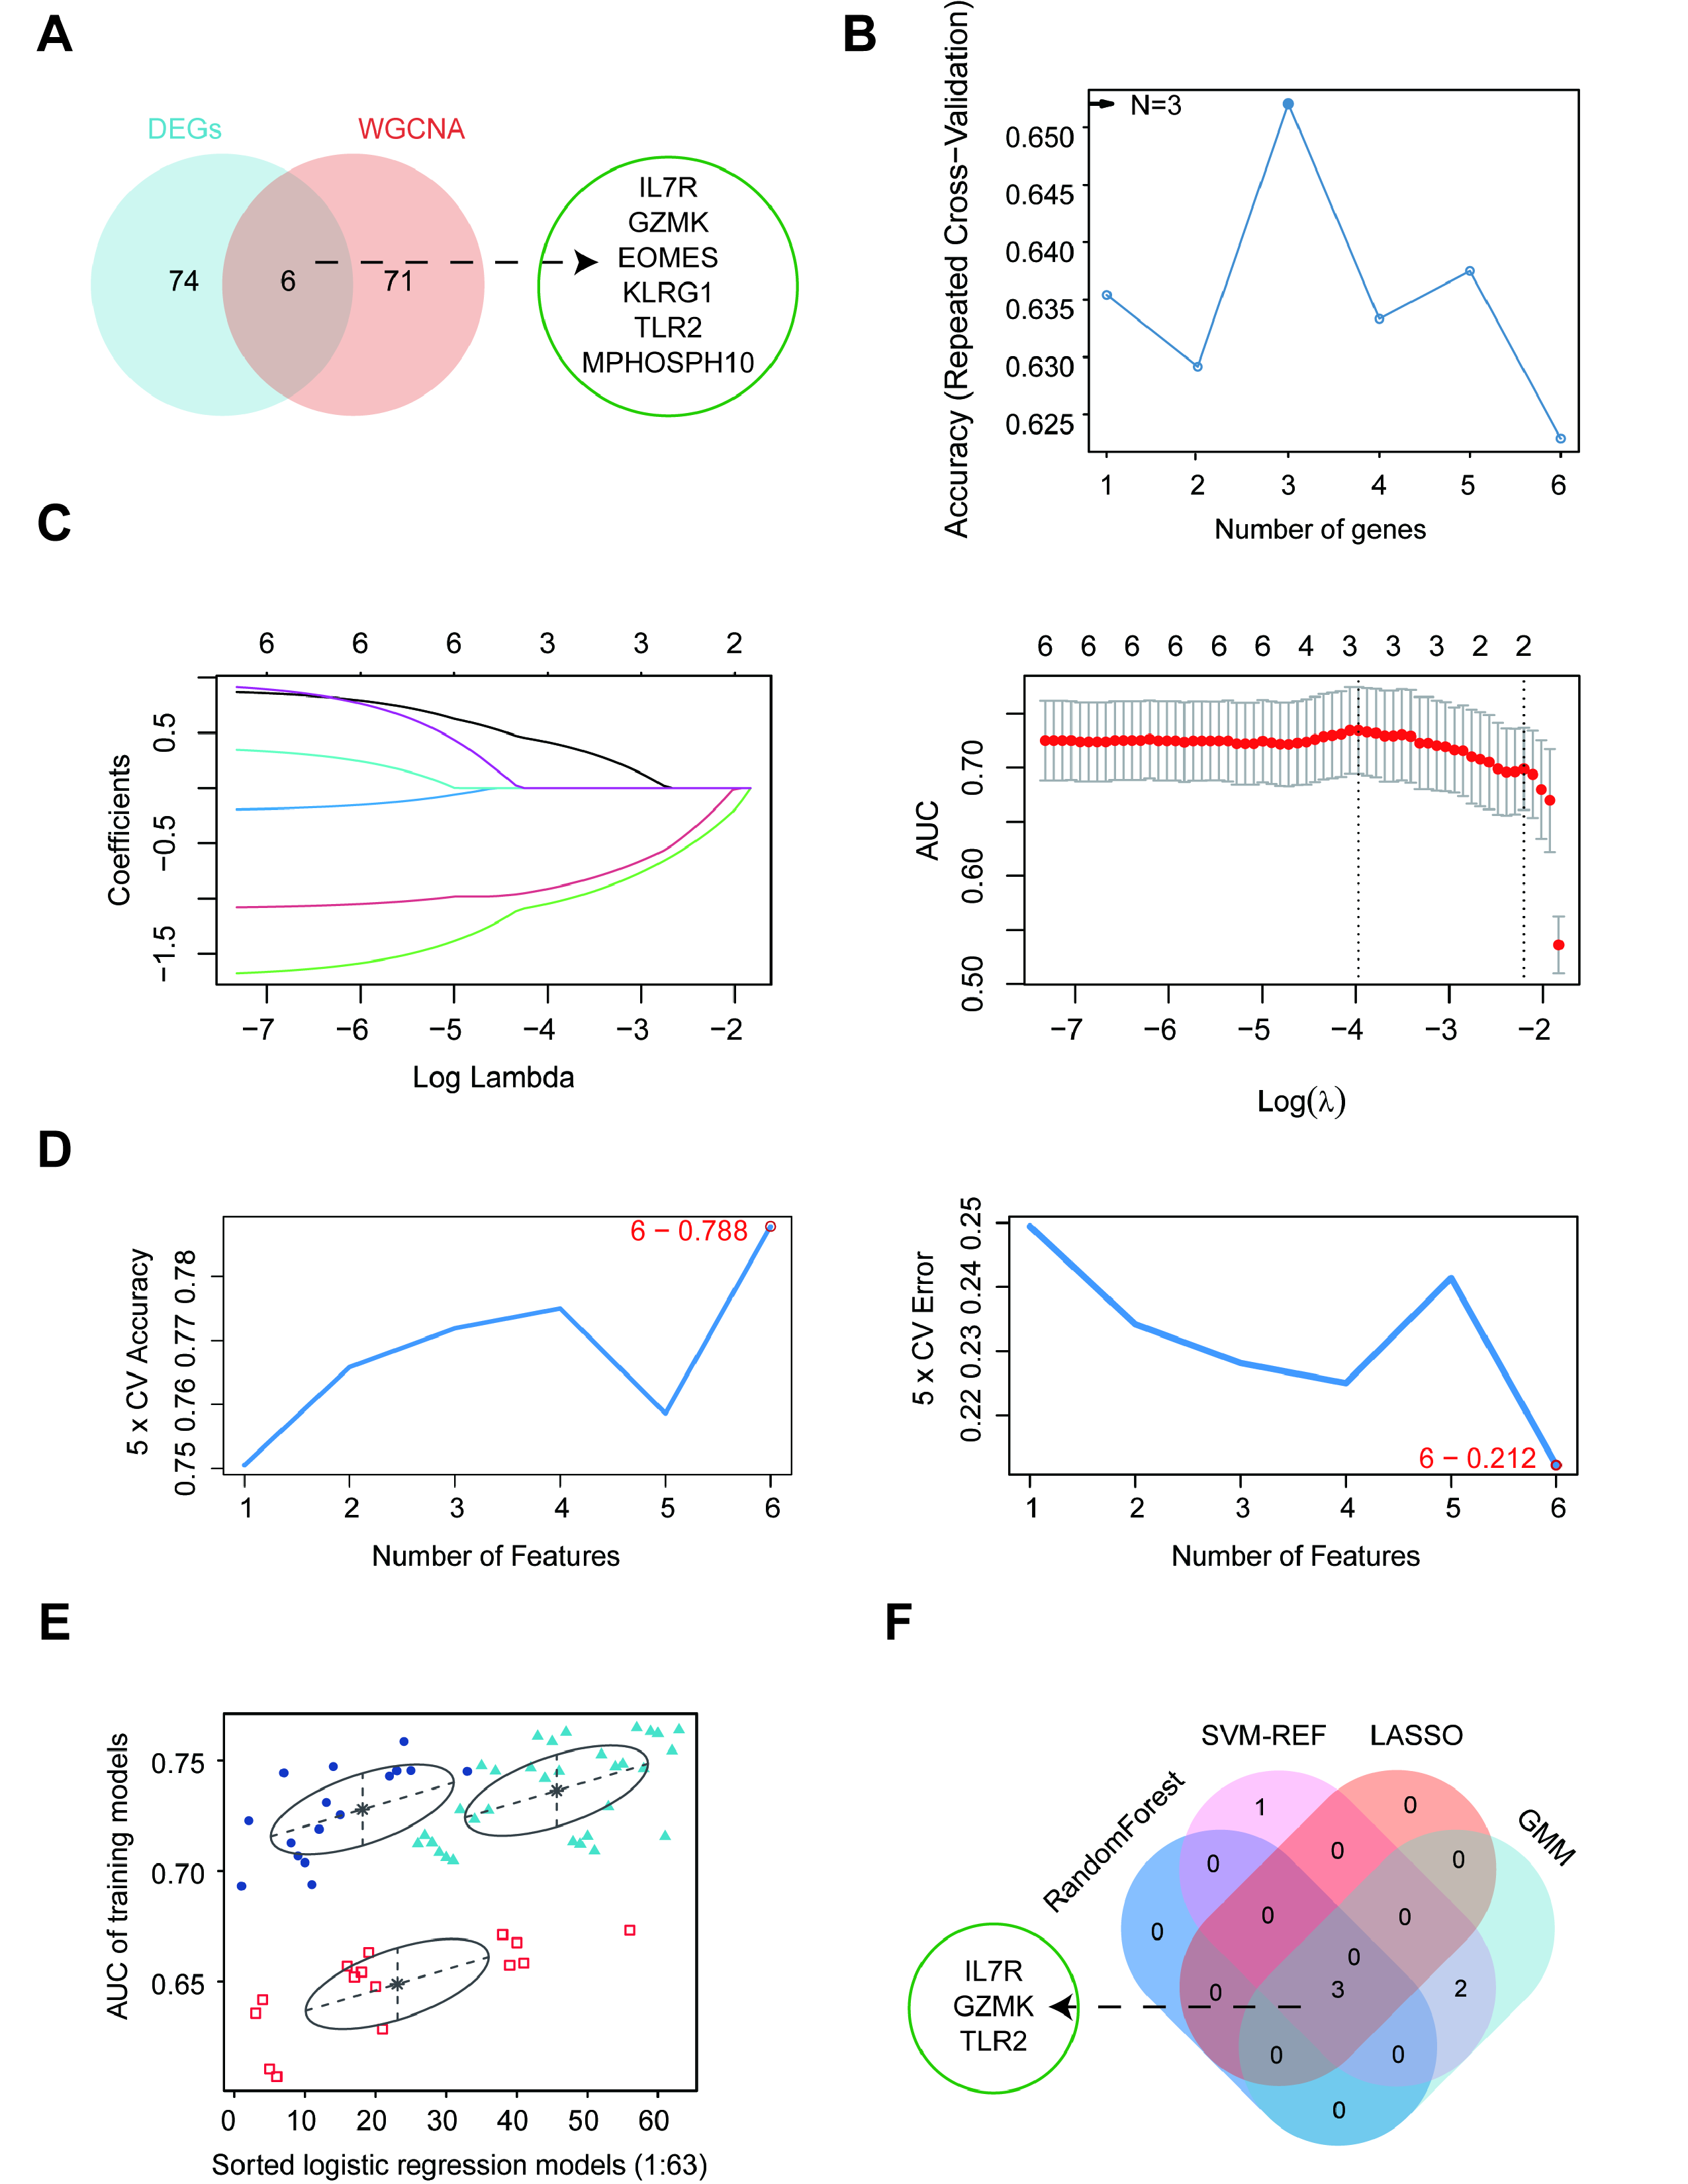 A
DEGs
WGCNA
74
6
71
IL7R
GZMK
EOMES
KLRG1
TLR2
MPHOSPH10
B
Accuracy (Repeated Cross−Validation)
N=3
0.650
0.645
0.640
0.635
0.630
0.625
1 2 3 4 5 6
Number of genes
C
6 6 6 3 3 2
Coefficients
0.5
−0.5
−1.5
−7 −6 −5 −4 −3 −2
Log Lambda
6 6 6 6 6 6 4 3 3 3 2 2
AUC
0.70
0.60
0.50
−7 −6 −5 −4 −3 −2
Log(λ)
D
5 x CV Accuracy
0.78
0.77
0.76
0.75
6 − 0.788
1 2 3 4 5 6
Number of Features
5 x CV Error
0.25
0.24
0.23
0.22
6 − 0.212
1 2 3 4 5 6
Number of Features
E
AUC of training models
0.75
0.70
0.65
0 10 20 30 40 50 60
Sorted logistic regression models (1:63)
F
SVM-REF
LASSO
RandomForest
GMM
1
0
0
0
0
0
0
0
0
0
3
2
0
0
0
IL7R
GZMK
TLR2